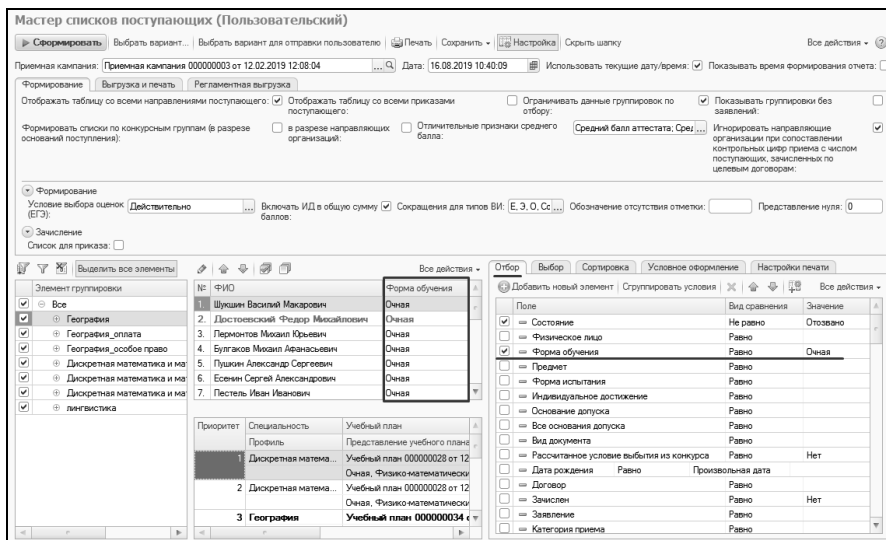 Мастер списков поступающих (Пользовательский)
Сформировать Выбрать вариант... Выбрать вариант для отправки пользователю Печать Сохранить Настройка Скрыть шапку Все действия
Приемная кампания: Приемная кампания 000000003 от 12.02.2019 12:08:04 ... Дата: 16.08.2019 10:40:09 Использовать текущие дату/время: Показывать время формирования отчета:
Формирование Выгрузка и печать Регламентная выгрузка
Отображать таблицу со всеми направлениями поступающего: Отображать таблицу со всеми приказами Ограничивать данные группировок по Показывать группировки без
поступающего: отбору: заявлений:
Формировать списки по конкурсным группам (в разрезе в разрезе направляющих Отличительные признаки среднего Средний балл аттестата; Сред ... Игнорировать направляющие
оснований поступления): организаций: балла: организации при сопоставлении
контрольных цифр приема с числом
поступающих, зачисленных по
целевым договорам:
Формирование
Условие выбора оценок Действительно ... Включать ИД в общую сумму Сокращения для типов ВИ: Е, Э, О, Сс ... Обозначение отсутствия отметки: Представление нуля: 0
(ЕГЭ): баллов:
Зачисление
Список для приказа:
Выделить все элементы Все действия Отбор Выбор Сортировка Условное оформление Настройки печати
Элемент группировки № ФИО Форма обучения Добавить новый элемент Сгруппировать условия Все действия
Все 1. Шукшин Василий Макарович Очная Поле Вид сравнения Значение
География 2. Достоевский Федор Михайлович Очная Состояние Не равно Отозвано
География_оплата 3. Лермонтов Михаил Юрьевич Очная Физическое лицо Равно
География_особое право 4. Булгаков Михаил Афанасьевич Очная Форма обучения Равно Очная
Дискретная математика и мат 5. Пушкин Александр Сергеевич Очная Предмет Равно
Дискретная математика и мат 6. Есенин Сергей Александрович Очная Форма испытания Равно
лингвистика 7. Пестель Иван Иванович Очная Индивидуальное достижение Равно
Основание допуска Равно
Приоритет Специальность Учебный план Все основания допуска Равно
Профиль Представление учебного плана Вид документа Равно
1 Дискретная матема... Учебный план 000000028 от 12 Рассчитанное условие выбытия из конкурса Равно Нет
Очная, Физико-математически Дата рождения Равно Произвольная дата
2 Дискретная матема... Учебный план 000000028 от 12 Договор Равно
Очная, Физико-математически Зачислен Равно Нет
3 География Учебный план 000000034 Заявление Равно
Категория приема Равно